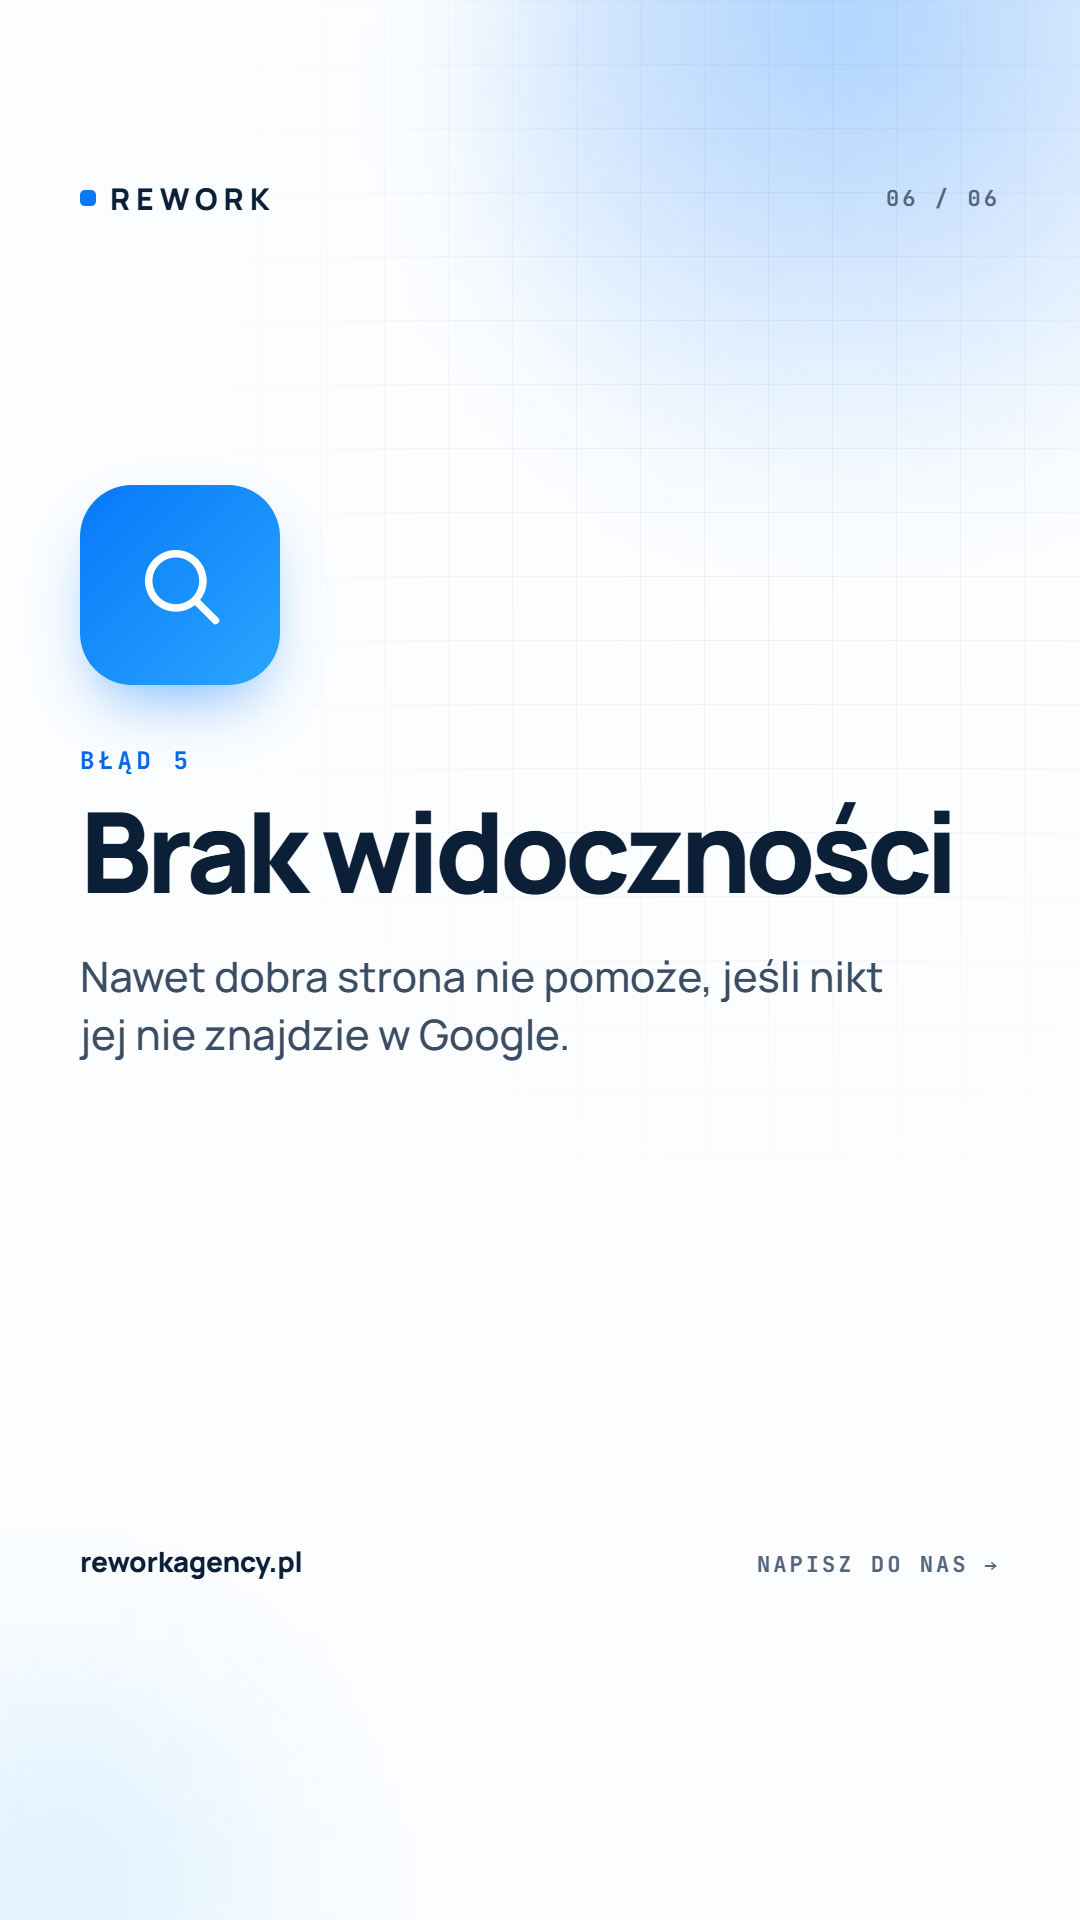 REWORK
06 / 06
BŁĄD 5
Brak widoczności
Nawet dobra strona nie pomoże, jeśli nikt
jej nie znajdzie w Google.
reworkagency.pl
NAPISZ DO NAS →